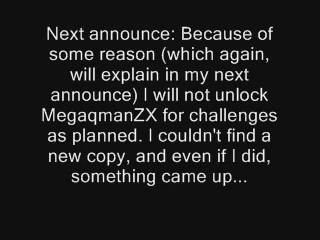 Next announce: Because of
some reason (which again,
will explain in my next
announce) I will not unlock
MegaqmanZX for challenges
as planned. I couldn't find a
new copy, and even if I did,
something came up...